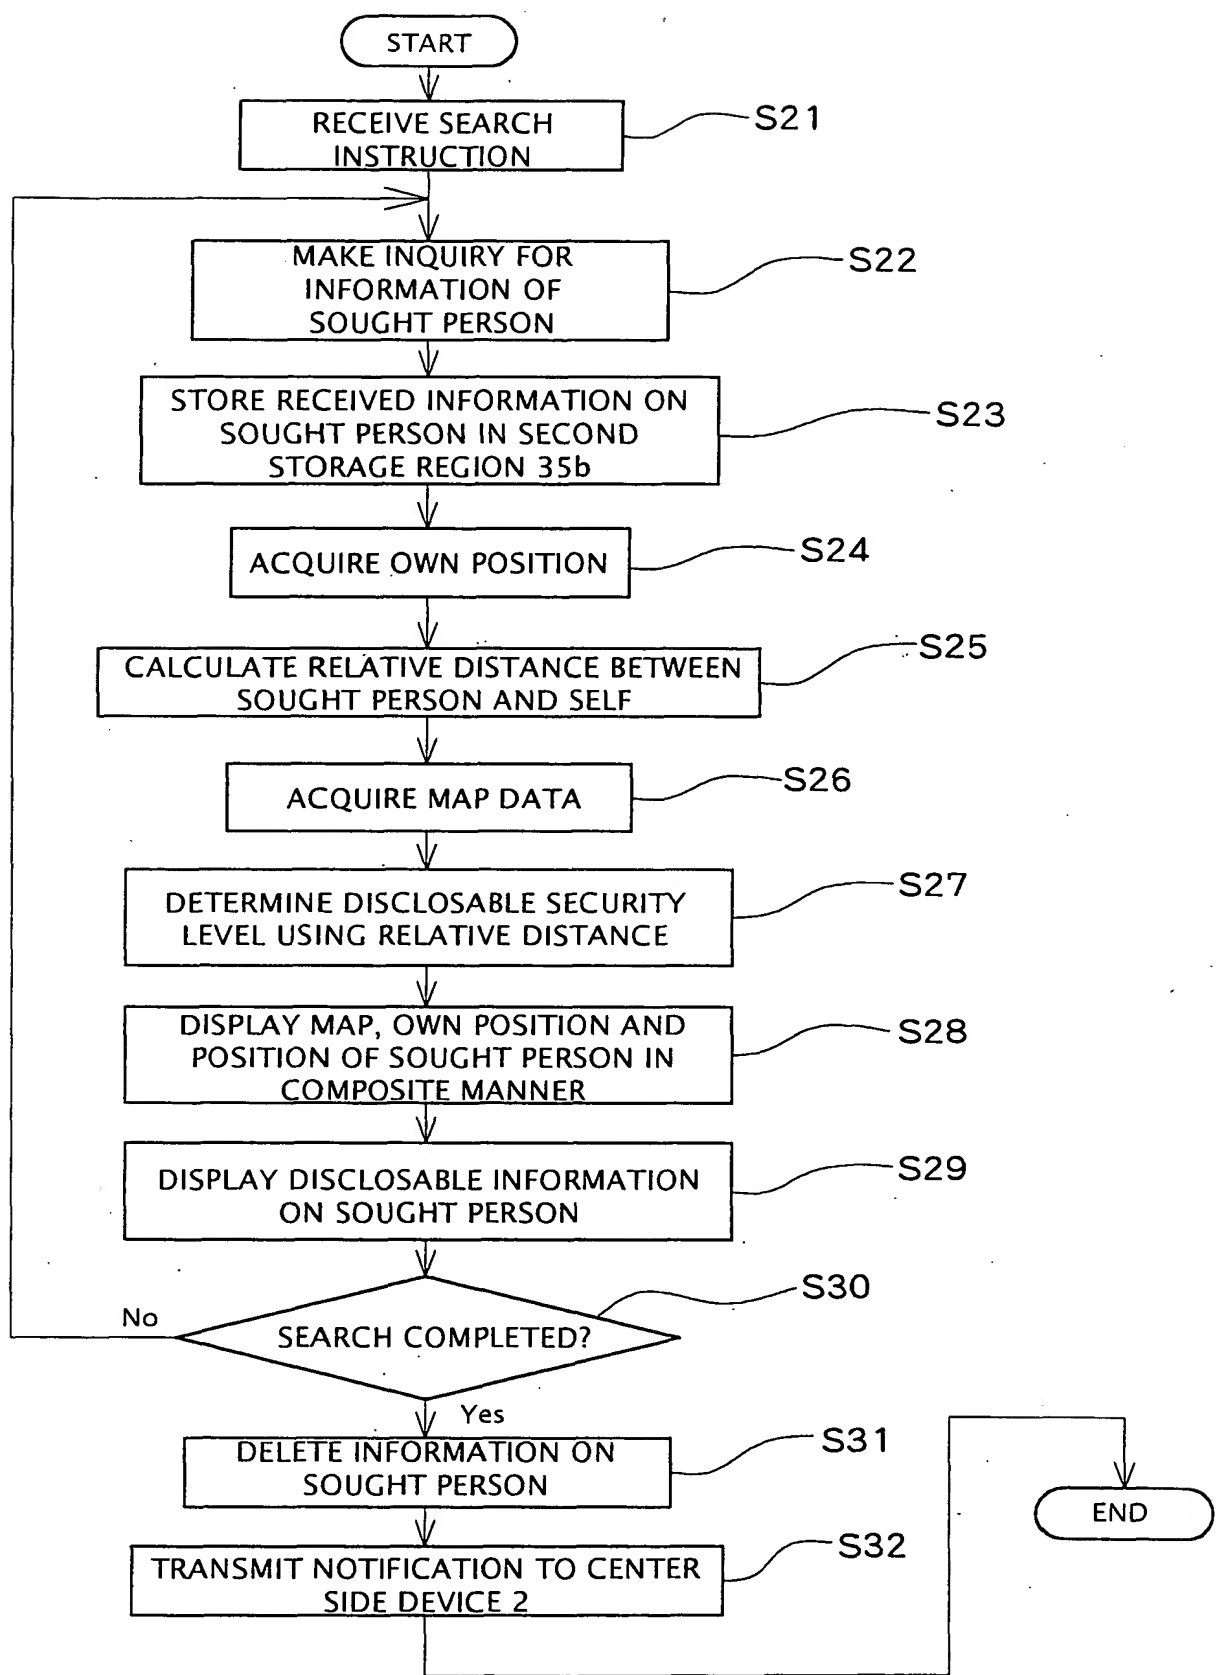 START
RECEIVE SEARCH
INSTRUCTION
S21
MAKE INQUIRY FOR
INFORMATION OF
SOUGHT PERSON
S22
STORE RECEIVED INFORMATION ON
SOUGHT PERSON IN SECOND
STORAGE REGION 35b
S23
ACQUIRE OWN POSITION
S24
CALCULATE RELATIVE DISTANCE BETWEEN
SOUGHT PERSON AND SELF
S25
ACQUIRE MAP DATA
S26
DETERMINE DISCLOSABLE SECURITY
LEVEL USING RELATIVE DISTANCE
S27
DISPLAY MAP, OWN POSITION AND
POSITION OF SOUGHT PERSON IN
COMPOSITE MANNER
S28
DISPLAY DISCLOSABLE INFORMATION
ON SOUGHT PERSON
S29
SEARCH COMPLETED?
S30
No
Yes
DELETE INFORMATION ON
SOUGHT PERSON
S31
TRANSMIT NOTIFICATION TO CENTER
SIDE DEVICE 2
S32
END